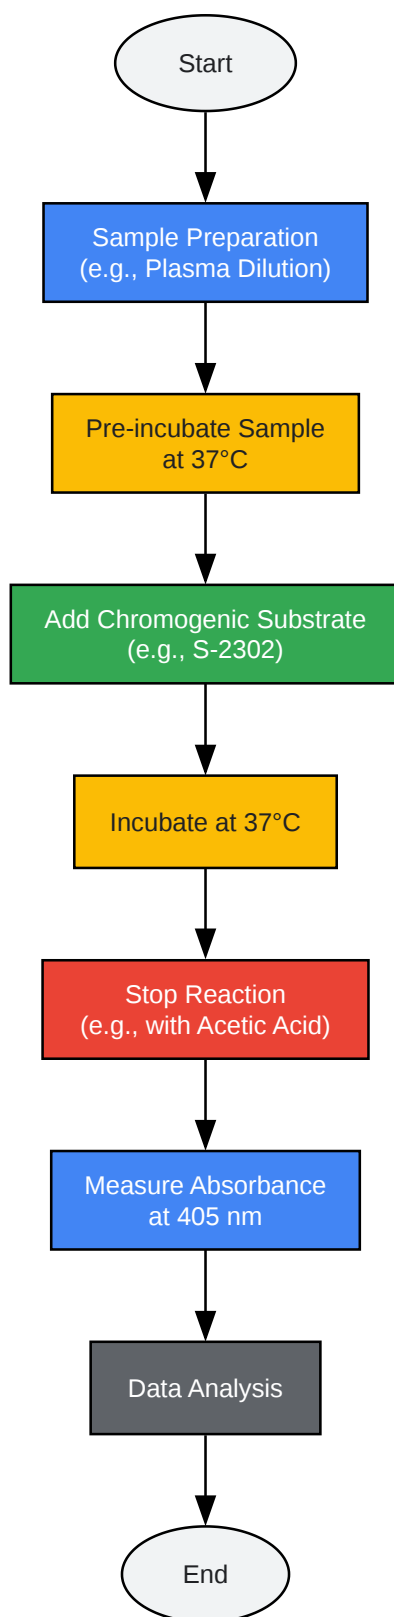 Start
Sample Preparation
(e.g., Plasma Dilution)
Pre-incubate Sample
at 37°C
Add Chromogenic Substrate
(e.g., S-2302)
Incubate at 37°C
Stop Reaction
(e.g., with Acetic Acid)
Measure Absorbance
at 405 nm
Data Analysis
End